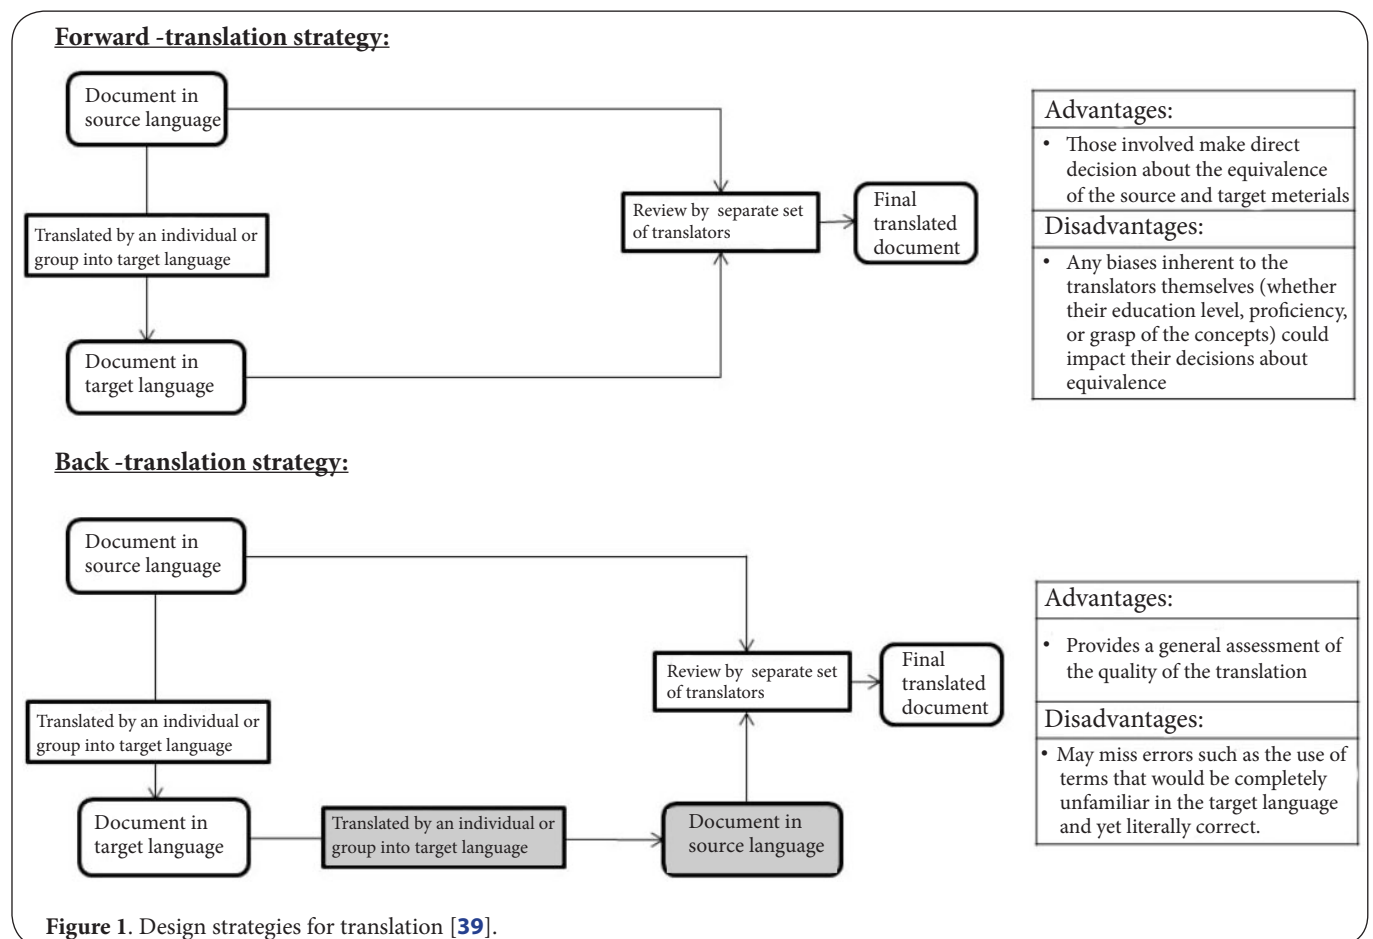 Forward -translation strategy:
Document in
source language
Translated by an individual or
group into target language
Document in
target language
Review by separate set
of translators
Final
translated
document
Advantages:
• Those involved make direct
decision about the equivalence
of the source and target meterials
Disadvantages:
• Any biases inherent to the
translators themselves (whether
their education level, proficiency,
or grasp of the concepts) could
impact their decisions about
equivalence
Back -translation strategy:
Document in
source language
Translated by an individual or
group into target language
Document in
target language
Translated by an individual or
group into target language
Document in
source language
Review by separate set
of translators
Final
translated
document
Advantages:
• Provides a general assessment of
the quality of the translation
Disadvantages:
• May miss errors such as the use of
terms that would be completely
unfamiliar in the target language
and yet literally correct.
Figure 1. Design strategies for translation [39].